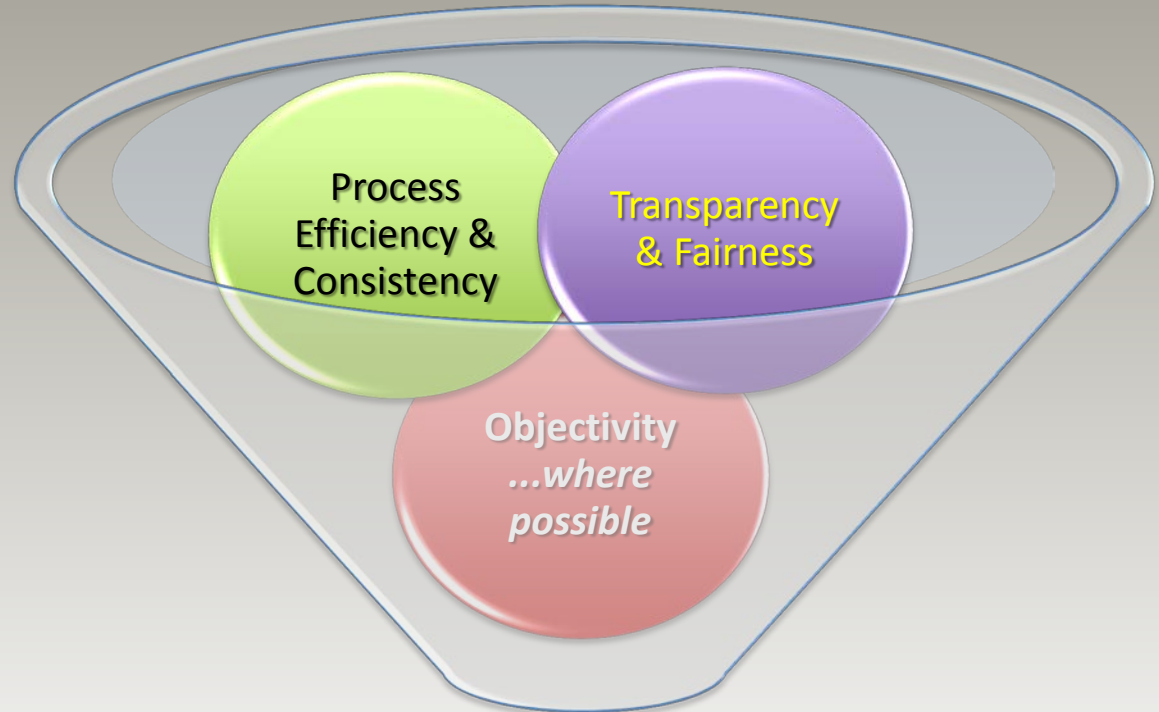 Process
Efficiency &
Consistency
Transparency
& Fairness
Objectivity
...where
possible